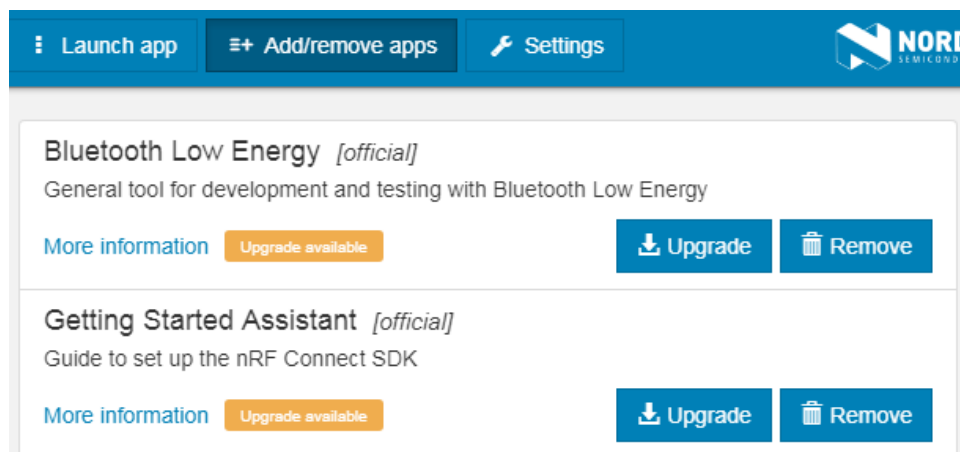 Launch app
Add/remove apps
Settings
NORD
Bluetooth Low Energy [official]
General tool for development and testing with Bluetooth Low Energy
More information Upgrade available Upgrade Remove
Getting Started Assistant [official]
Guide to set up the nRF Connect SDK
More information Upgrade available Upgrade Remove